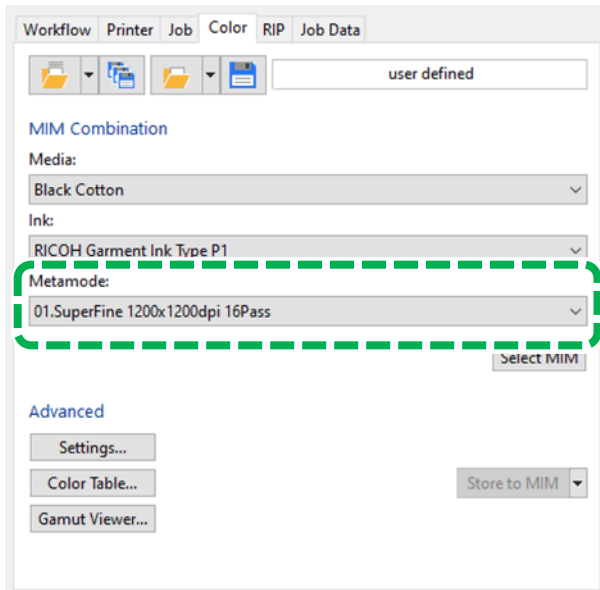 Workflow Printer Job Color RIP Job Data
user defined
MIM Combination
Media:
Black Cotton
Ink:
RICOH Garment Ink Type P1
Metamode:
01.SuperFine 1200x1200dpi 16Pass
Select MIM
Advanced
Settings...
Color Table... Store to MIM
Gamut Viewer...